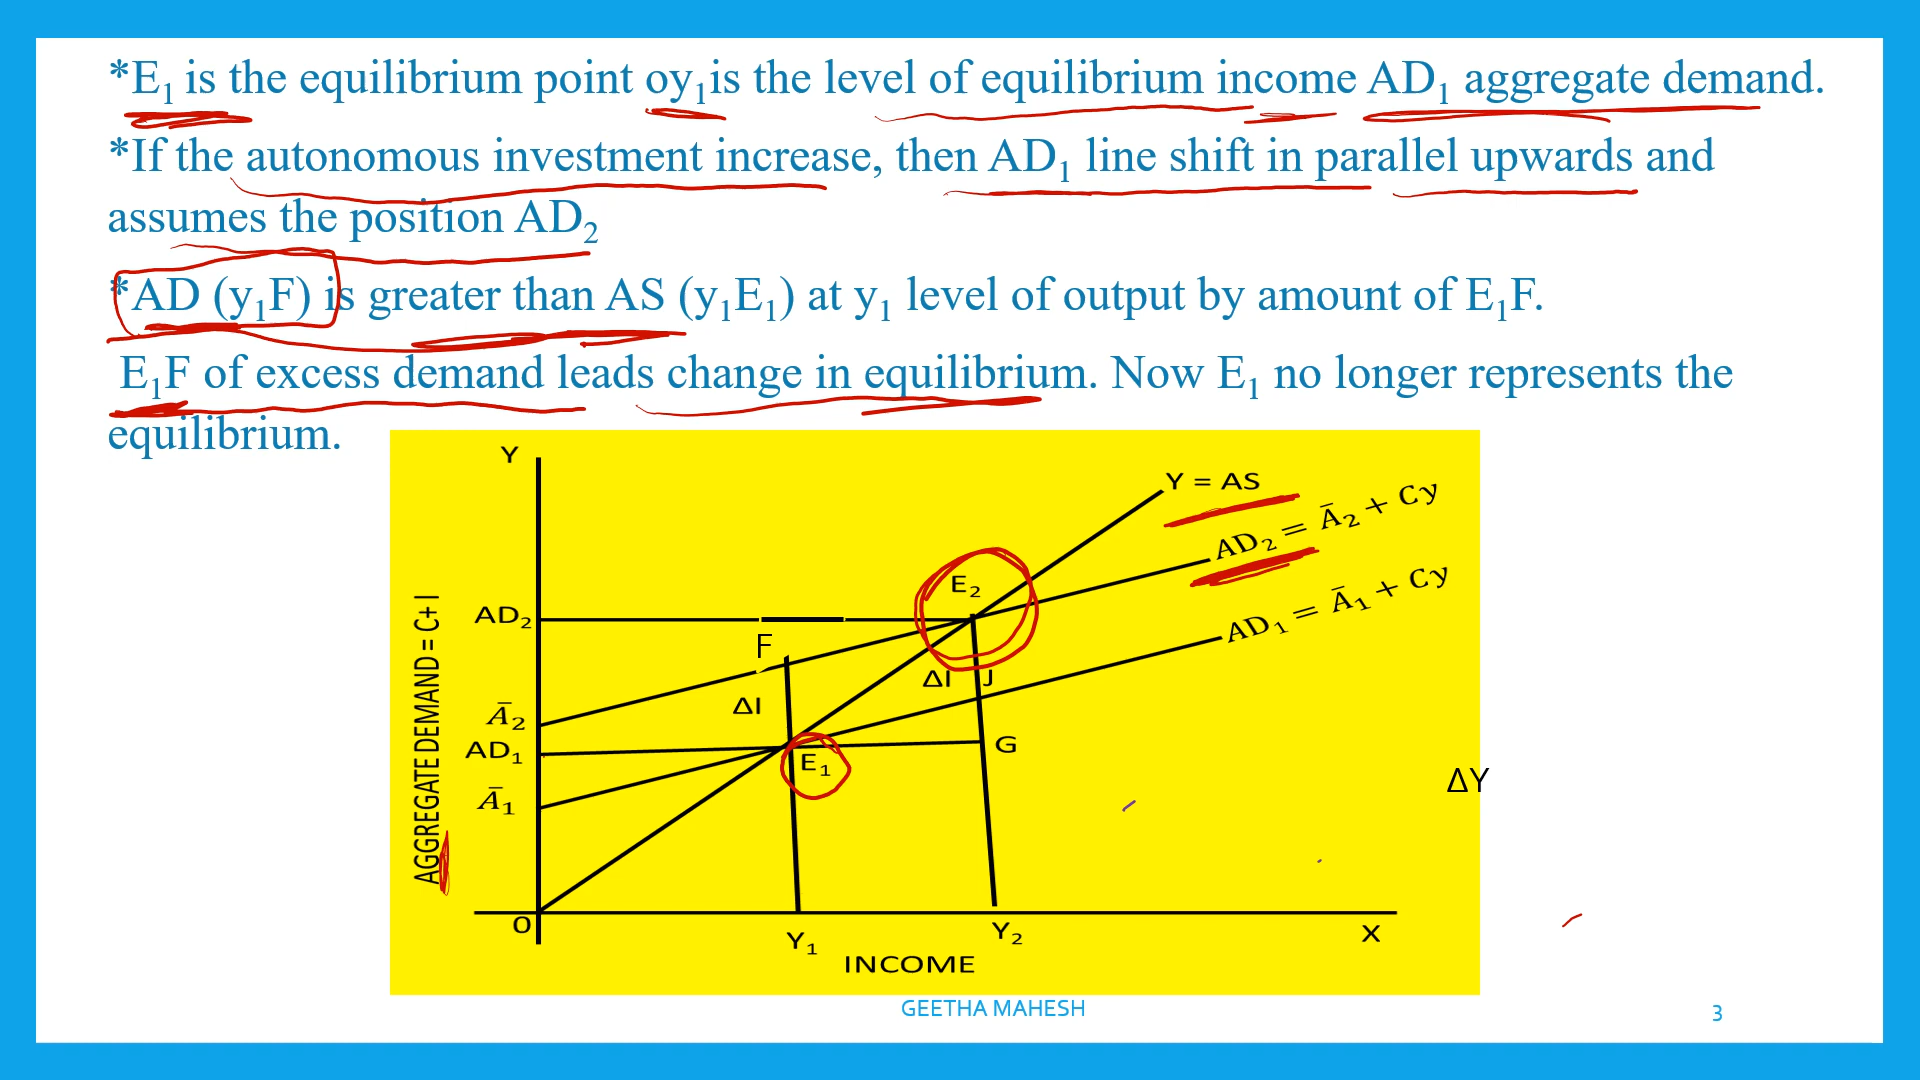 *E₁ is the equilibrium point oy₁is the level of equilibrium income AD₁ aggregate demand.
*If the autonomous investment increase, then AD₁ line shift in parallel upwards and
assumes the position AD₂
*AD (y₁F) is greater than AS (y₁E₁) at y₁ level of output by amount of E₁F.
E₁F of excess demand leads change in equilibrium. Now E₁ no longer represents the
equilibrium.
Y
Y = AS
AD₂ = Ā₂ + Cy
AD₁ = Ā₁ + Cy
E₂
AD₂
F
ΔI
J
ΔI
Ā₂
AD₁
G
E₁
Ā₁
ΔY
AGGREGATE DEMAND = C+I
O
Y₁
Y₂
X
INCOME
GEETHA MAHESH
3